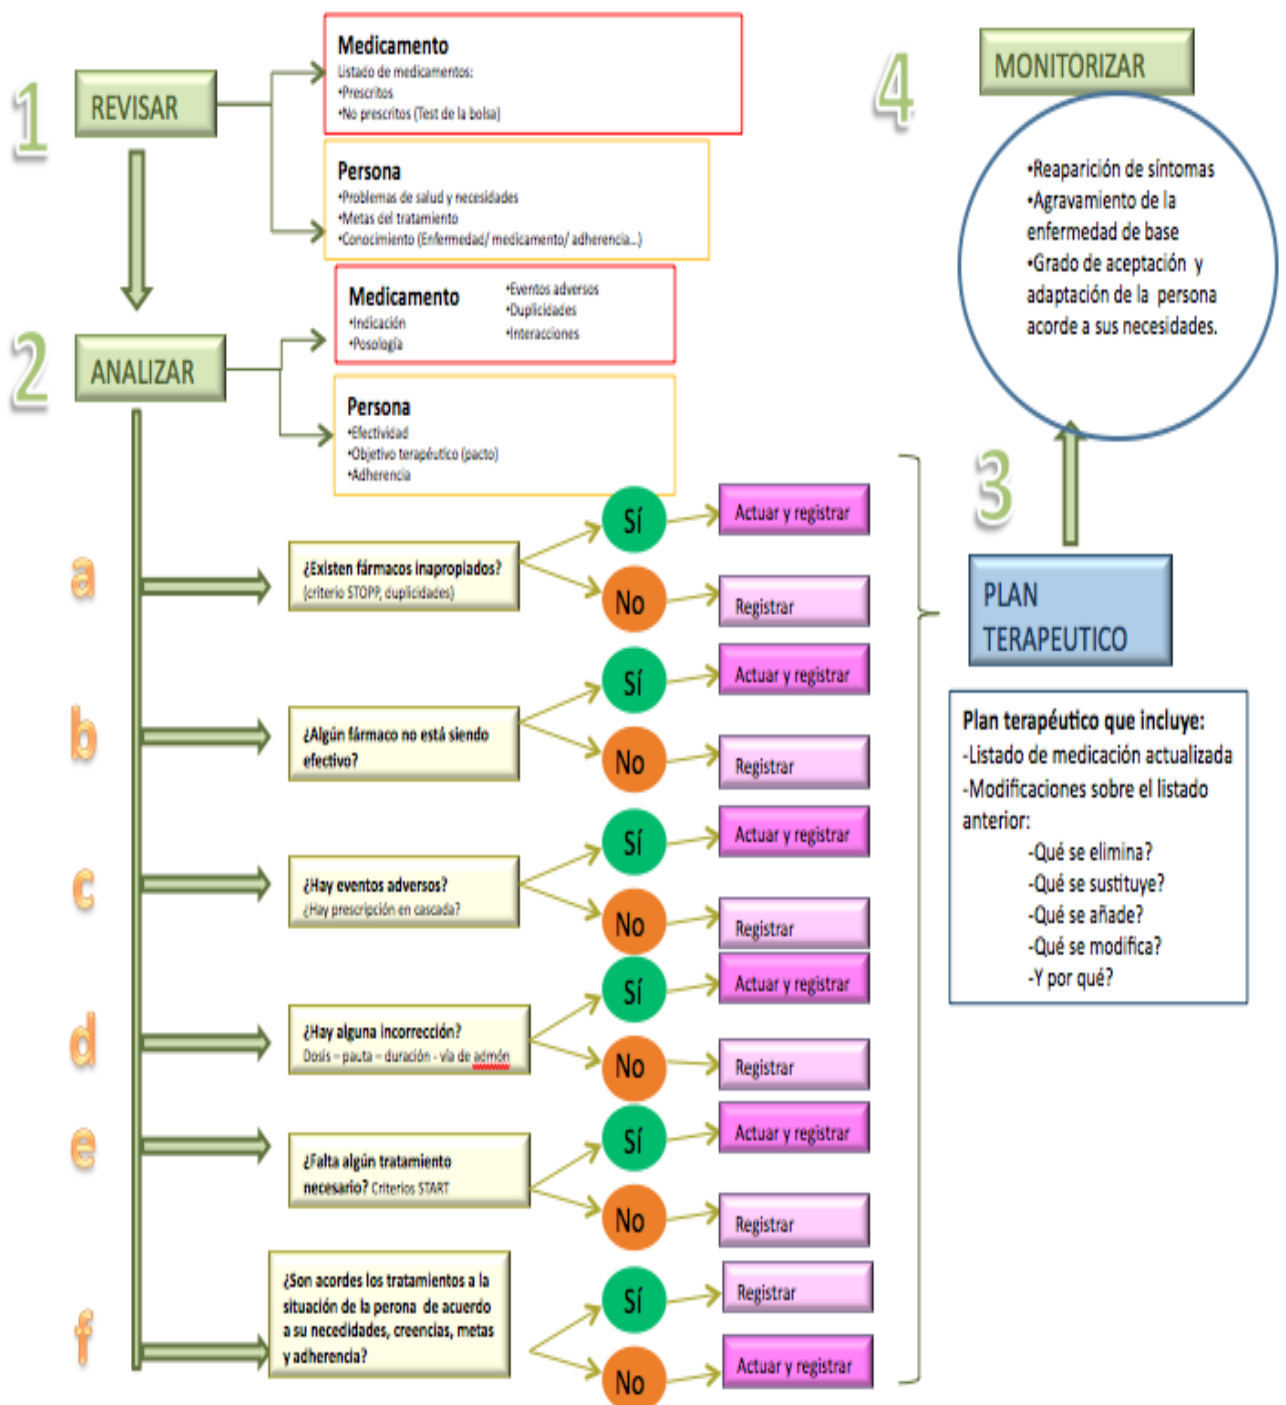 1
REVISAR
Medicamento
Listado de medicamentos:
•Prescritos
•No prescritos (Test de la bolsa)
Persona
•Problemas de salud y necesidades
•Metas del tratamiento
•Conocimiento (Enfermedad/ medicamento/ adherencia...)
2
ANALIZAR
Medicamento
•Indicación
•Posología
•Eventos adversos
•Duplicidades
•Interacciones
Persona
•Efectividad
•Objetivo terapéutico (pacto)
•Adherencia
a
¿Existen fármacos inapropiados?
(criterio STOPP, duplicidades)
Sí
Actuar y registrar
No
Registrar
b
¿Algún fármaco no está siendo
efectivo?
Sí
Actuar y registrar
No
Registrar
c
¿Hay eventos adversos?
¿Hay prescripción en cascada?
Sí
Actuar y registrar
No
Registrar
d
¿Hay alguna incorrección?
Dosis – pauta – duración - vía de admón
Sí
Actuar y registrar
No
Registrar
e
¿Falta algún tratamiento
necesario? Criterios START
Sí
Actuar y registrar
No
Registrar
f
¿Son acordes los tratamientos a la
situación de la perona de acuerdo
a su necedidades, creencias, metas
y adherencia?
Sí
Registrar
No
Actuar y registrar
3
PLAN
TERAPEUTICO
Plan terapéutico que incluye:
-Listado de medicación actualizada
-Modificaciones sobre el listado
anterior:
-Qué se elimina?
-Qué se sustituye?
-Qué se añade?
-Qué se modifica?
-Y por qué?
4
MONITORIZAR
•Reaparición de síntomas
•Agravamiento de la
enfermedad de base
•Grado de aceptación y
adaptación de la persona
acorde a sus necesidades.